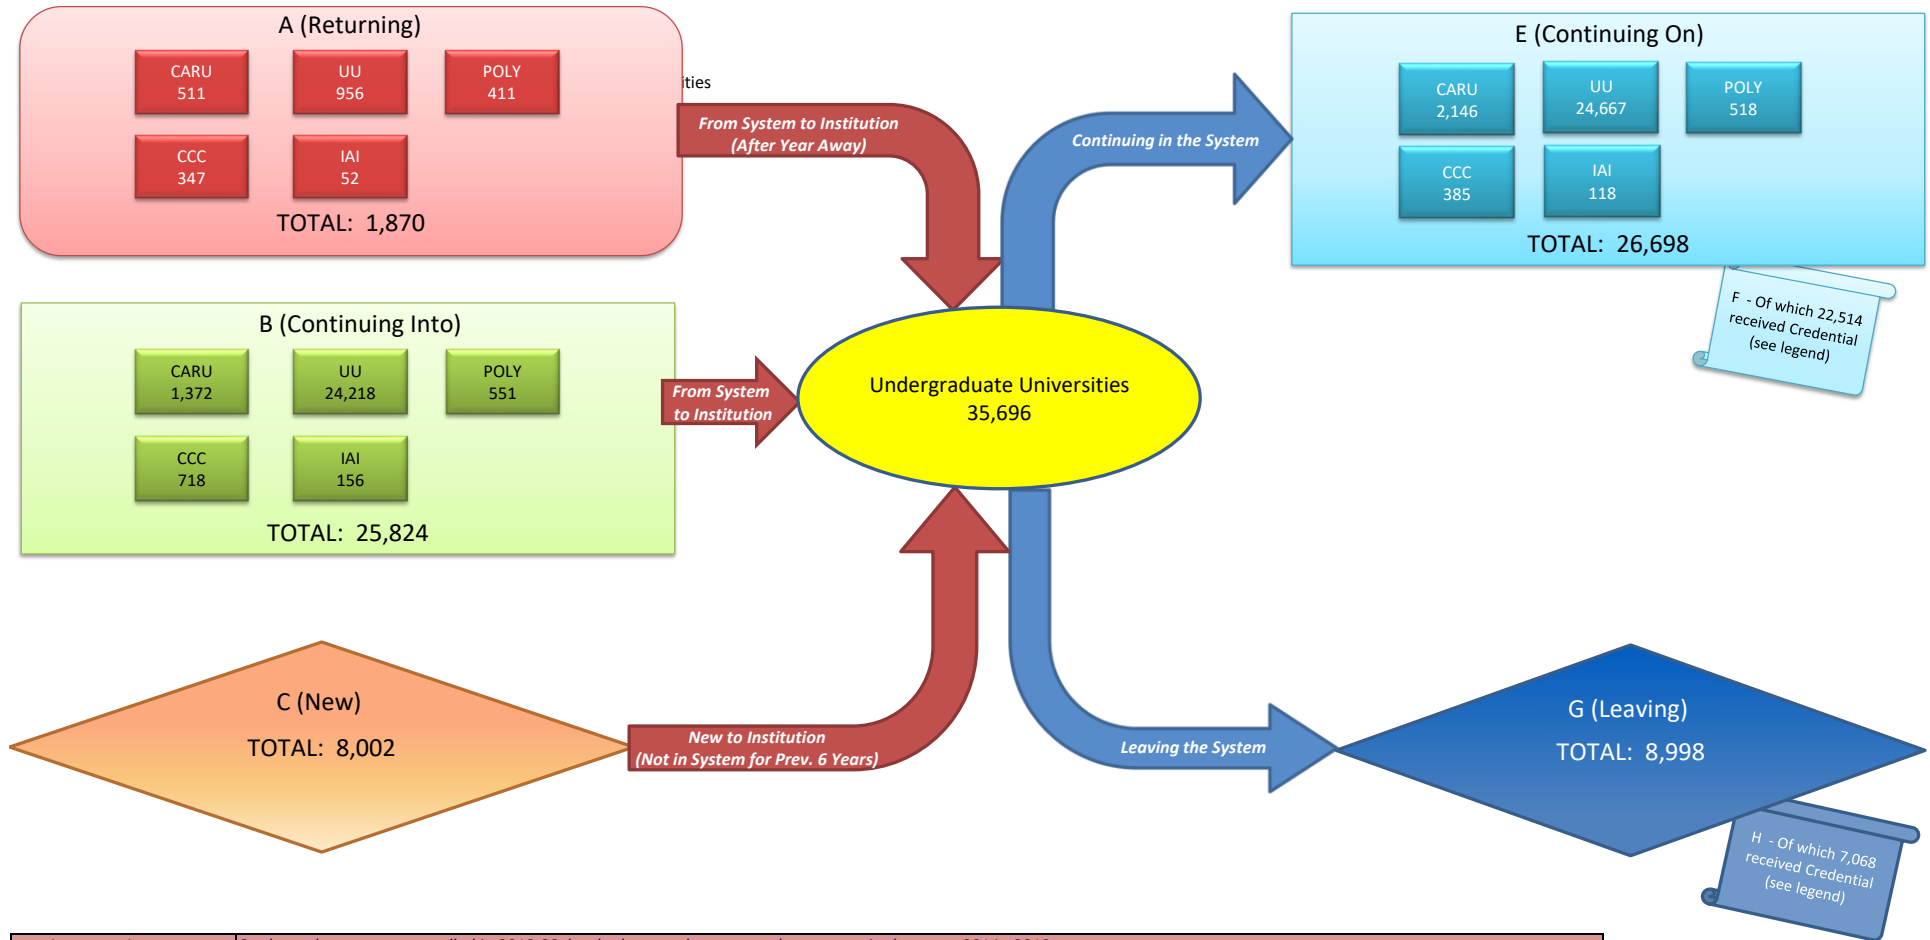 A (Returning)
CARU
511
UU
956
POLY
411
CCC
347
IAI
52
TOTAL: 1,870
ities
From System to Institution
(After Year Away)
Continuing in the System
E (Continuing On)
CARU
2,146
UU
24,667
POLY
518
CCC
385
IAI
118
TOTAL: 26,698
F - Of which 22,514
received Credential
(see legend)
B (Continuing Into)
CARU
1,372
UU
24,218
POLY
551
CCC
718
IAI
156
TOTAL: 25,824
From System
to Institution
Undergraduate Universities
35,696
C (New)
TOTAL: 8,002
New to Institution
(Not in System for Prev. 6 Years)
Leaving the System
G (Leaving)
TOTAL: 8,998
H - Of which 7,068
received Credential
(see legend)